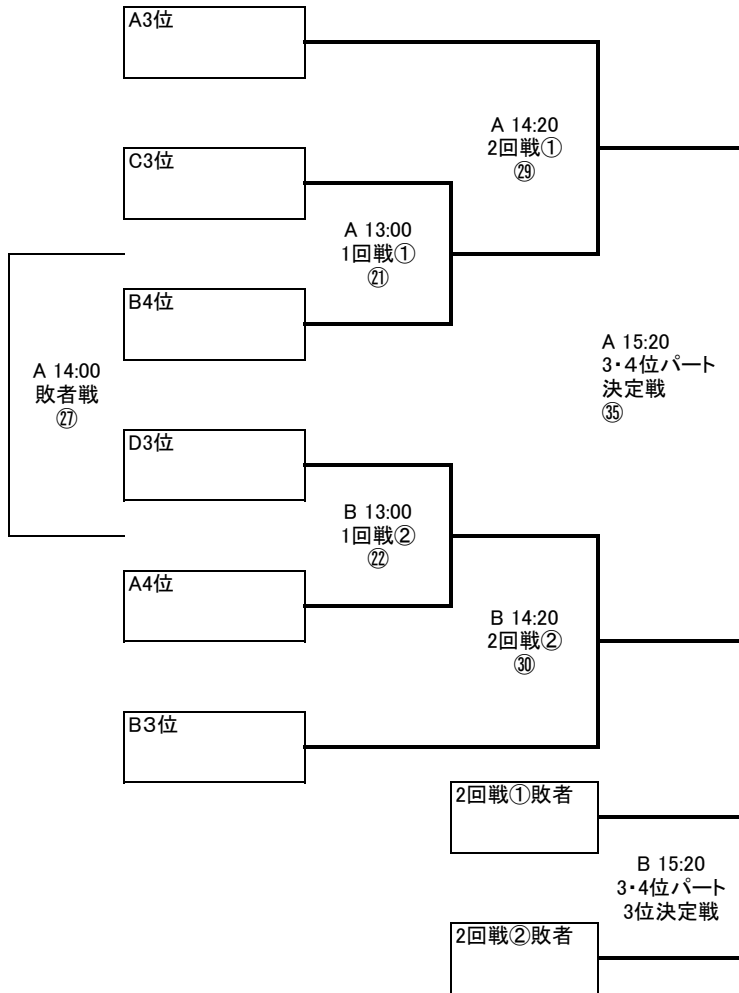 A3位
A 14:20
2回戦①
㉙
C3位
A 13:00
1回戦①
㉑
B4位
A 15:20
3・４位パート
決定戦
㉟
A 14:00
敗者戦
㉗
D3位
B 13:00
1回戦②
㉒
A4位
B 14:20
2回戦②
㉚
B３位
2回戦①敗者
B 15:20
3・4位パート
3位決定戦
2回戦②敗者